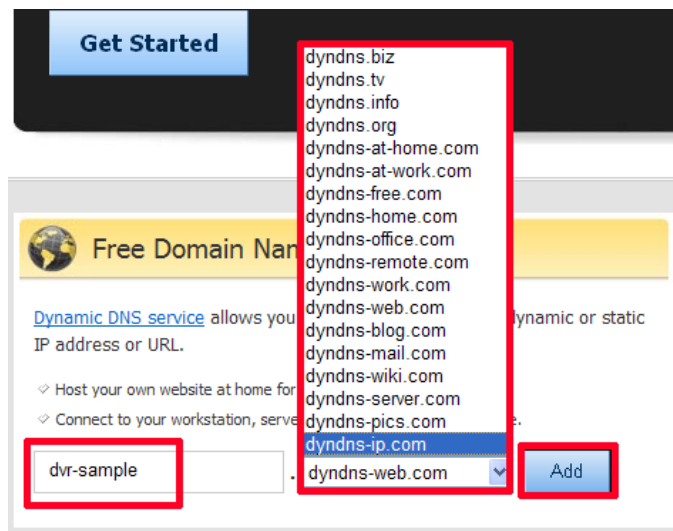 Get Started
dyndns.biz
dyndns.tv
dyndns.info
dyndns.org
dyndns-at-home.com
dyndns-at-work.com
dyndns-free.com
dyndns-home.com
dyndns-office.com
dyndns-remote.com
dyndns-work.com
dyndns-web.com
dyndns-blog.com
dyndns-mail.com
dyndns-wiki.com
dyndns-server.com
dyndns-pics.com
dyndns-ip.com
Free Domain Nam
Dynamic DNS service allows you ynamic or static
IP address or URL.
Host your own website at home for
Connect to your workstation, serve e.
dvr-sample . dyndns-web.com Add